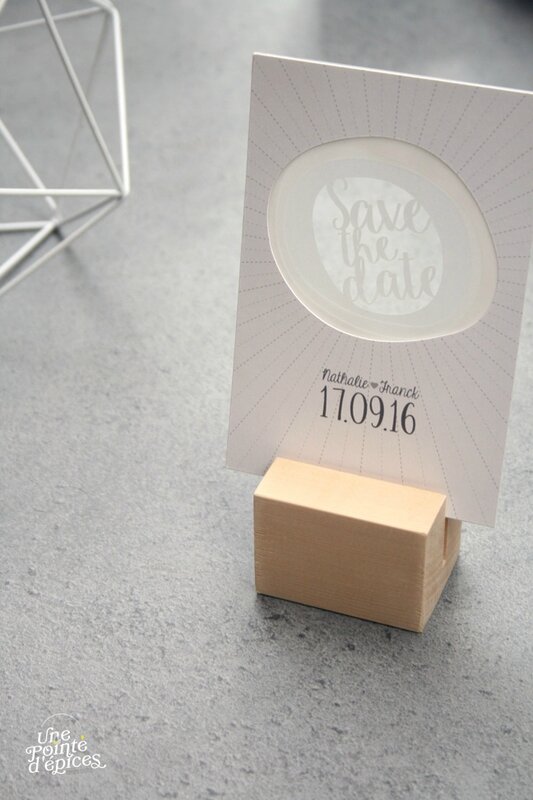 Save
the
date
Nathalie ❤ Franck
17.09.16
Une
Pointe
d'épices